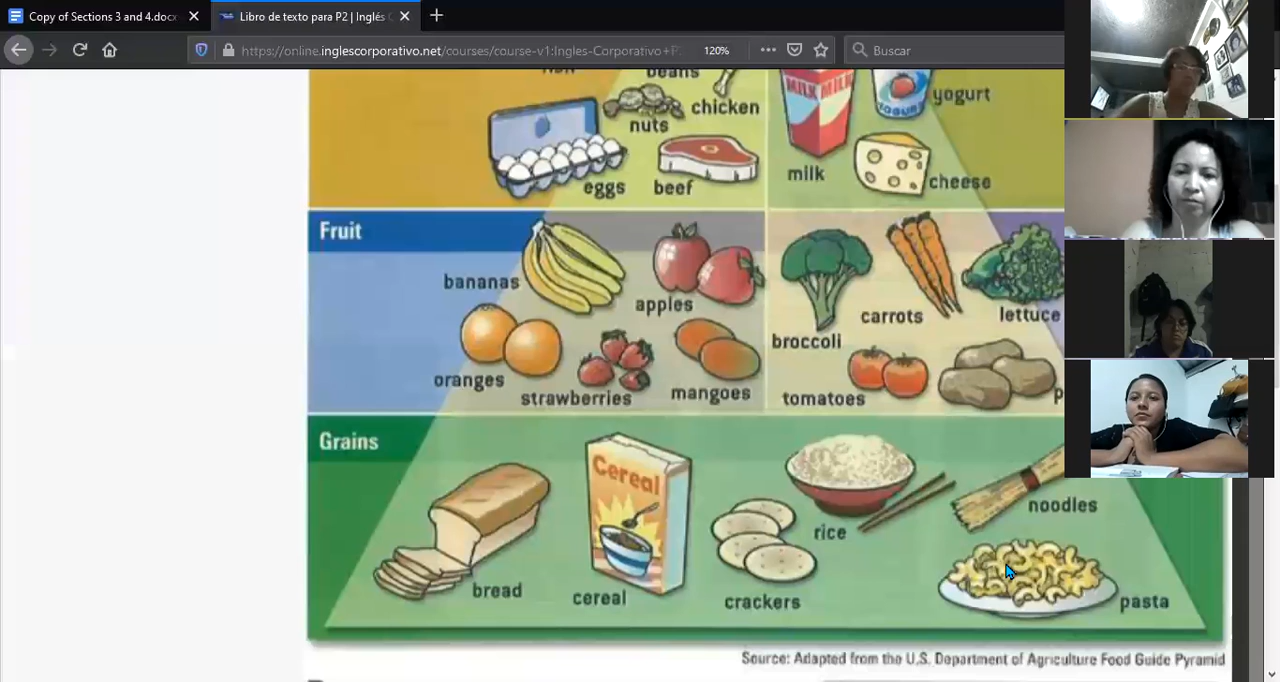 Copy of Sections 3 and 4.docx
Libro de texto para P2 | Inglés
https://online.inglescorporativo.net/courses/course-v1:Ingles-Corporativo+P
120%
Buscar
beans
chicken
nuts
eggs
beef
MILK MILK
milk
yogurt
cheese
Fruit
bananas
apples
oranges
strawberries
mangoes
broccoli
carrots
lettuce
tomatoes
Grains
bread
Cereal
cereal
crackers
rice
noodles
pasta
Source: Adapted from the U.S. Department of Agriculture Food Guide Pyramid